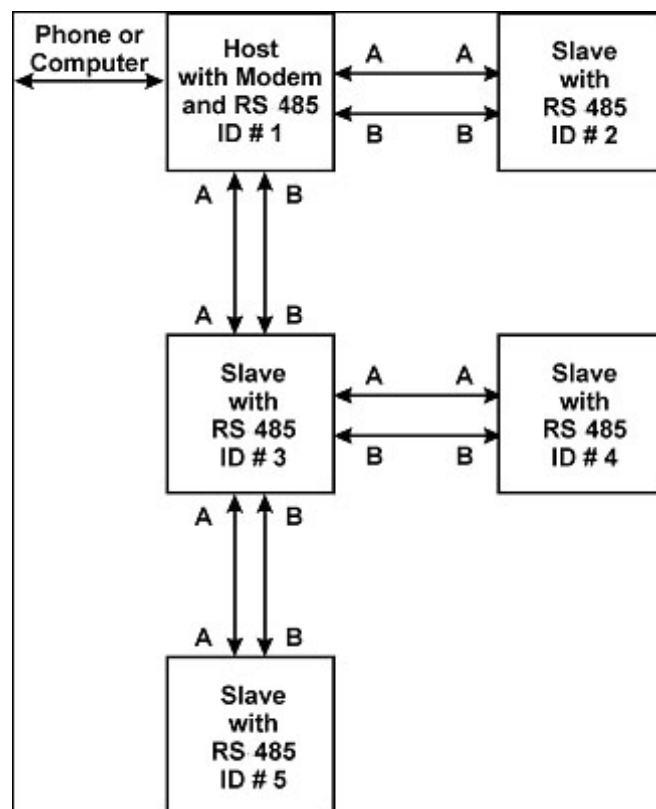 Phone or
Computer
Host
with Modem
and RS 485
ID # 1
A A
B B
Slave
with
RS 485
ID # 2
A B
A B
Slave
with
RS 485
ID # 3
A A
B B
Slave
with
RS 485
ID # 4
A B
A B
Slave
with
RS 485
ID # 5